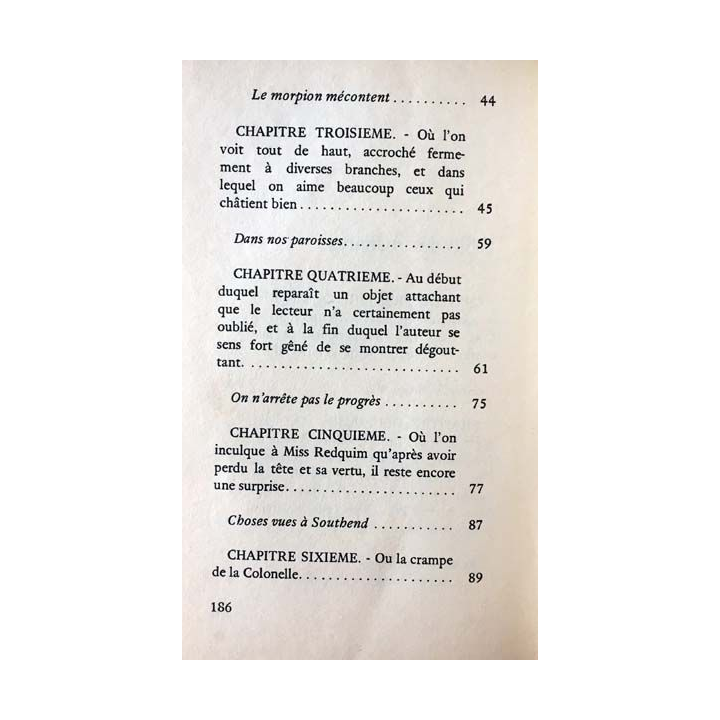 Le morpion mécontent .......... 44
CHAPITRE TROISIEME. - Où l'on
voit tout de haut, accroché ferme-
ment à diverses branches, et dans
lequel on aime beaucoup ceux qui
châtient bien ........................ 45
Dans nos paroisses ................. 59
CHAPITRE QUATRIEME. - Au début
duquel reparaît un objet attachant
que le lecteur n'a certainement pas
oublié, et à la fin duquel l'auteur se
sens fort gêné de se montrer dégout-
tant. ............................... 61
On n'arrête pas le progrès .......... 75
CHAPITRE CINQUIEME. - Où l'on
inculque à Miss Redquim qu'après avoir
perdu la tête et sa vertu, il reste encore
une surprise ......................... 77
Choses vues à Southend ........... 87
CHAPITRE SIXIEME. - Ou la crampe
de la Colonelle ...................... 89
186